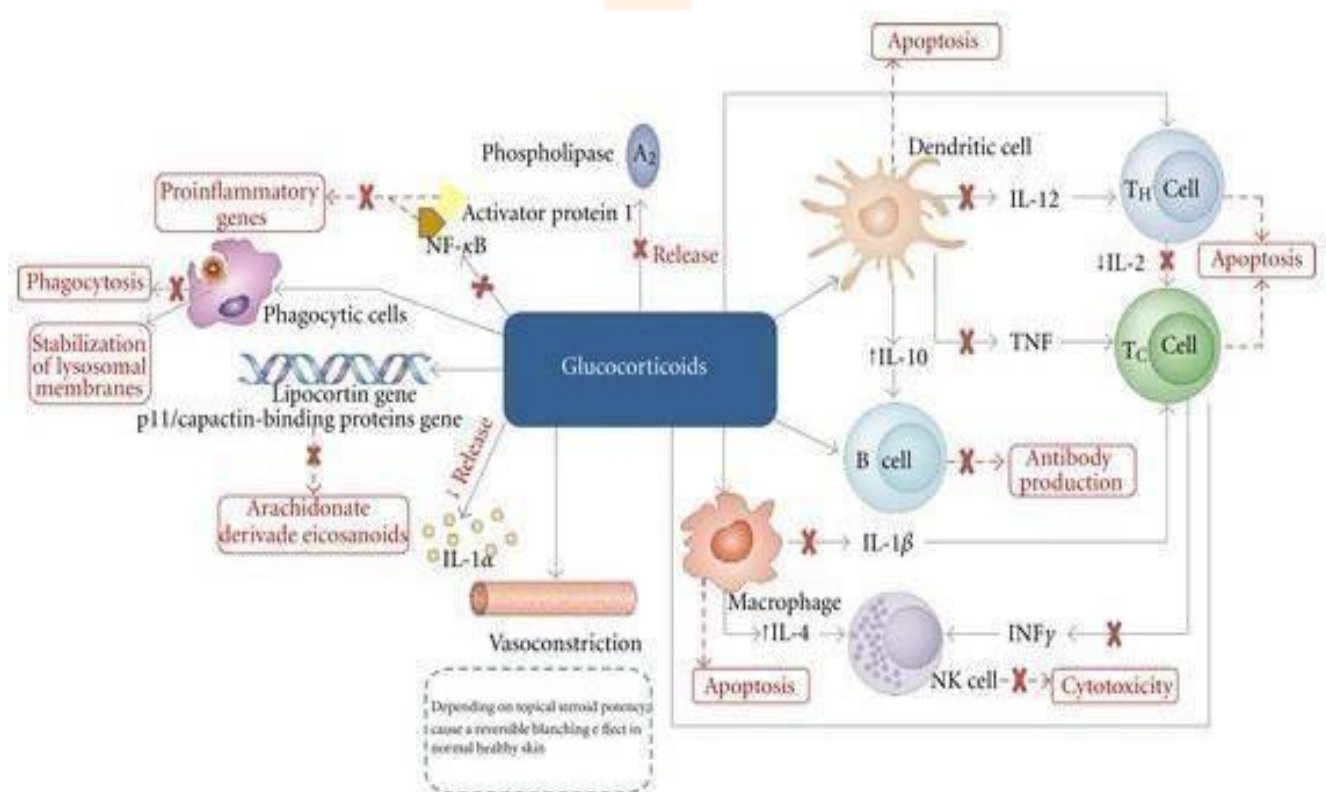 Apoptosis
Phospholipase A2
Dendritic cell
Proinflammatory
genes
Activator protein 1
IL-12
TH Cell
NF-κB
Release
↓IL-2
Apoptosis
Phagocytosis
Phagocytic cells
Stabilization
of lysosomal
membranes
Glucocorticoids
↑IL-10
TNF
TC Cell
Lipocortin gene
p11/capactin-binding proteins gene
↓ Release
B cell
Antibody
production
Arachidonate
derivade eicosanoids
IL-1α
IL-1β
Macrophage
Vasoconstriction
↑IL-4
INFγ
Apoptosis
NK cell
Cytotoxicity
Depending on topical steroid potency;
cause a reversible blanching e ffect in
normal healthy skin